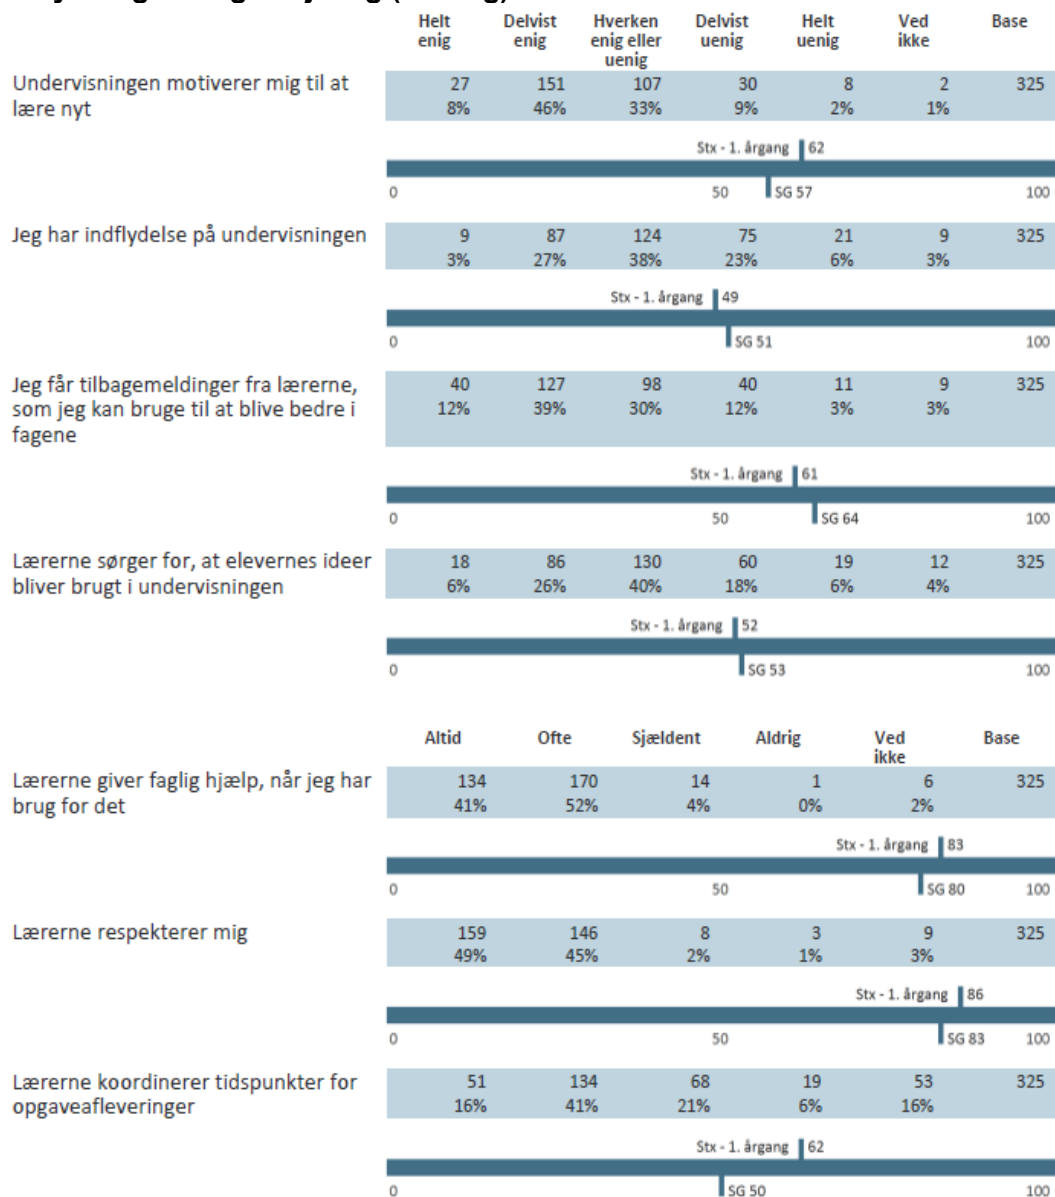 Helt enig Delvist enig Hverken enig eller uenig Delvist uenig Helt uenig Ved ikke Base
Undervisningen motiverer mig til at 27 151 107 30 8 2 325
lære nyt 8% 46% 33% 9% 2% 1%
Stx - 1. årgang 62
0 50 SG 57 100
Jeg har indflydelse på undervisningen 9 87 124 75 21 9 325
3% 27% 38% 23% 6% 3%
Stx - 1. årgang 49
0 SG 51 100
Jeg får tilbagemeldinger fra lærerne, 40 127 98 40 11 9 325
som jeg kan bruge til at blive bedre i 12% 39% 30% 12% 3% 3%
fagene
Stx - 1. årgang 61
0 50 SG 64 100
Lærerne sørger for, at elevernes ideer 18 86 130 60 19 12 325
bliver brugt i undervisningen 6% 26% 40% 18% 6% 4%
Stx - 1. årgang 52
0 SG 53 100
Altid Ofte Sjældent Aldrig Ved ikke Base
Lærerne giver faglig hjælp, når jeg har 134 170 14 1 6 325
brug for det 41% 52% 4% 0% 2%
Stx - 1. årgang 83
0 50 SG 80 100
Lærerne respekterer mig 159 146 8 3 9 325
49% 45% 2% 1% 3%
Stx - 1. årgang 86
0 50 SG 83 100
Lærerne koordinerer tidspunkter for 51 134 68 19 53 325
opgaveafleveringer 16% 41% 21% 6% 16%
Stx - 1. årgang 62
0 SG 50 100